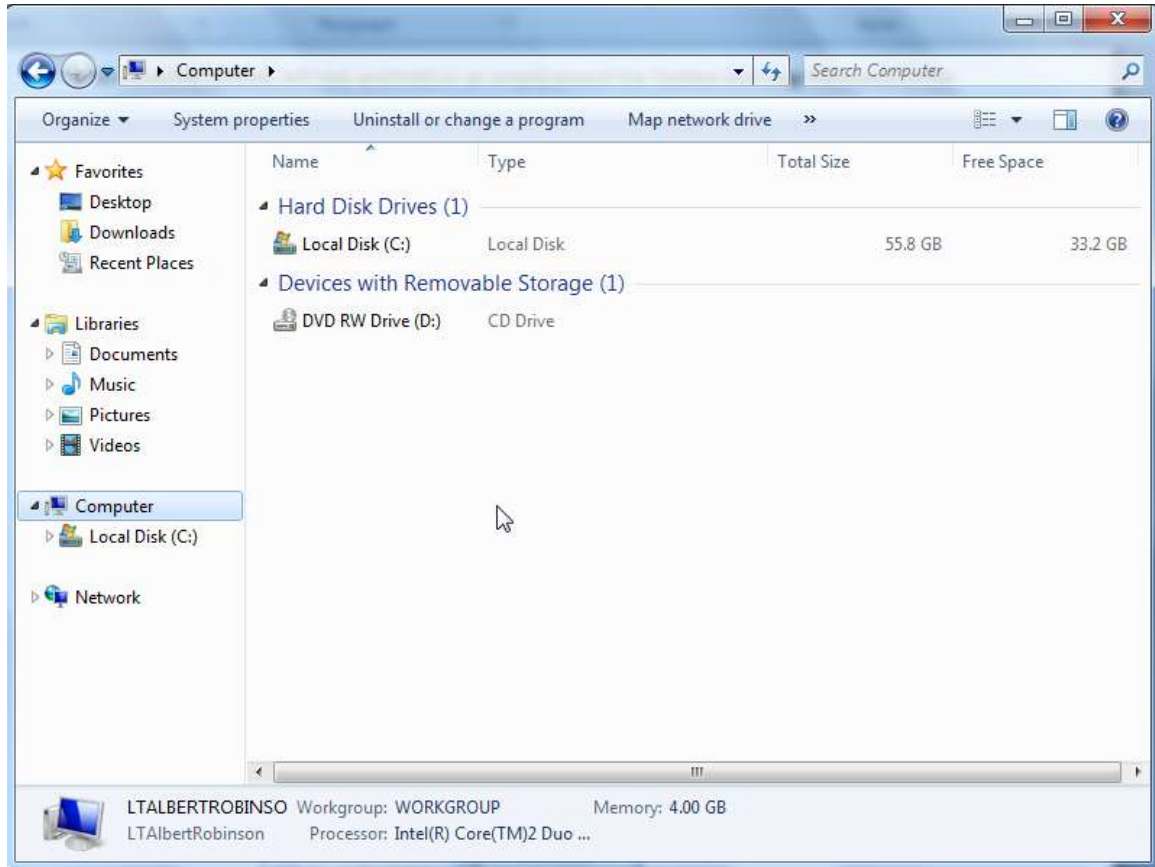 Computer
Search Computer
Organize System properties Uninstall or change a program Map network drive »
Favorites
Desktop
Downloads
Recent Places
Libraries
Documents
Music
Pictures
Videos
Computer
Local Disk (C:)
Network
Name Type Total Size Free Space
Hard Disk Drives (1)
Local Disk (C:) Local Disk 55.8 GB 33.2 GB
Devices with Removable Storage (1)
DVD RW Drive (D:) CD Drive
LTALBERTROBINSO Workgroup: WORKGROUP Memory: 4.00 GB
LTAlbertRobinson Processor: Intel(R) Core(TM)2 Duo ...